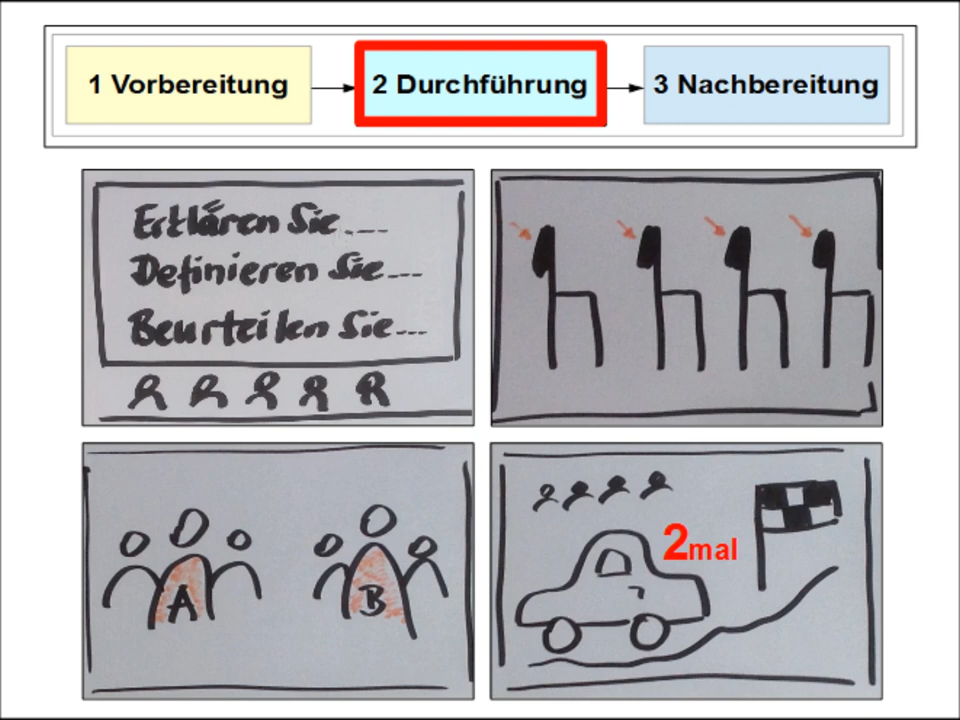 1 Vorbereitung
2 Durchführung
3 Nachbereitung
Erklären Sie....
Definieren Sie...
Beurteilen Sie...
A
B
2mal